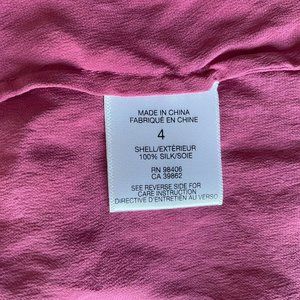 MADE IN CHINA
FABRIQUÉ EN CHINE
4
SHELL/EXTÉRIEUR
100% SILK/SOIE
RN 98406
CA 39862
SEE REVERSE SIDE FOR
CARE INSTRUCTION
DIRECTIVE D'ENTRETIEN AU VERSO